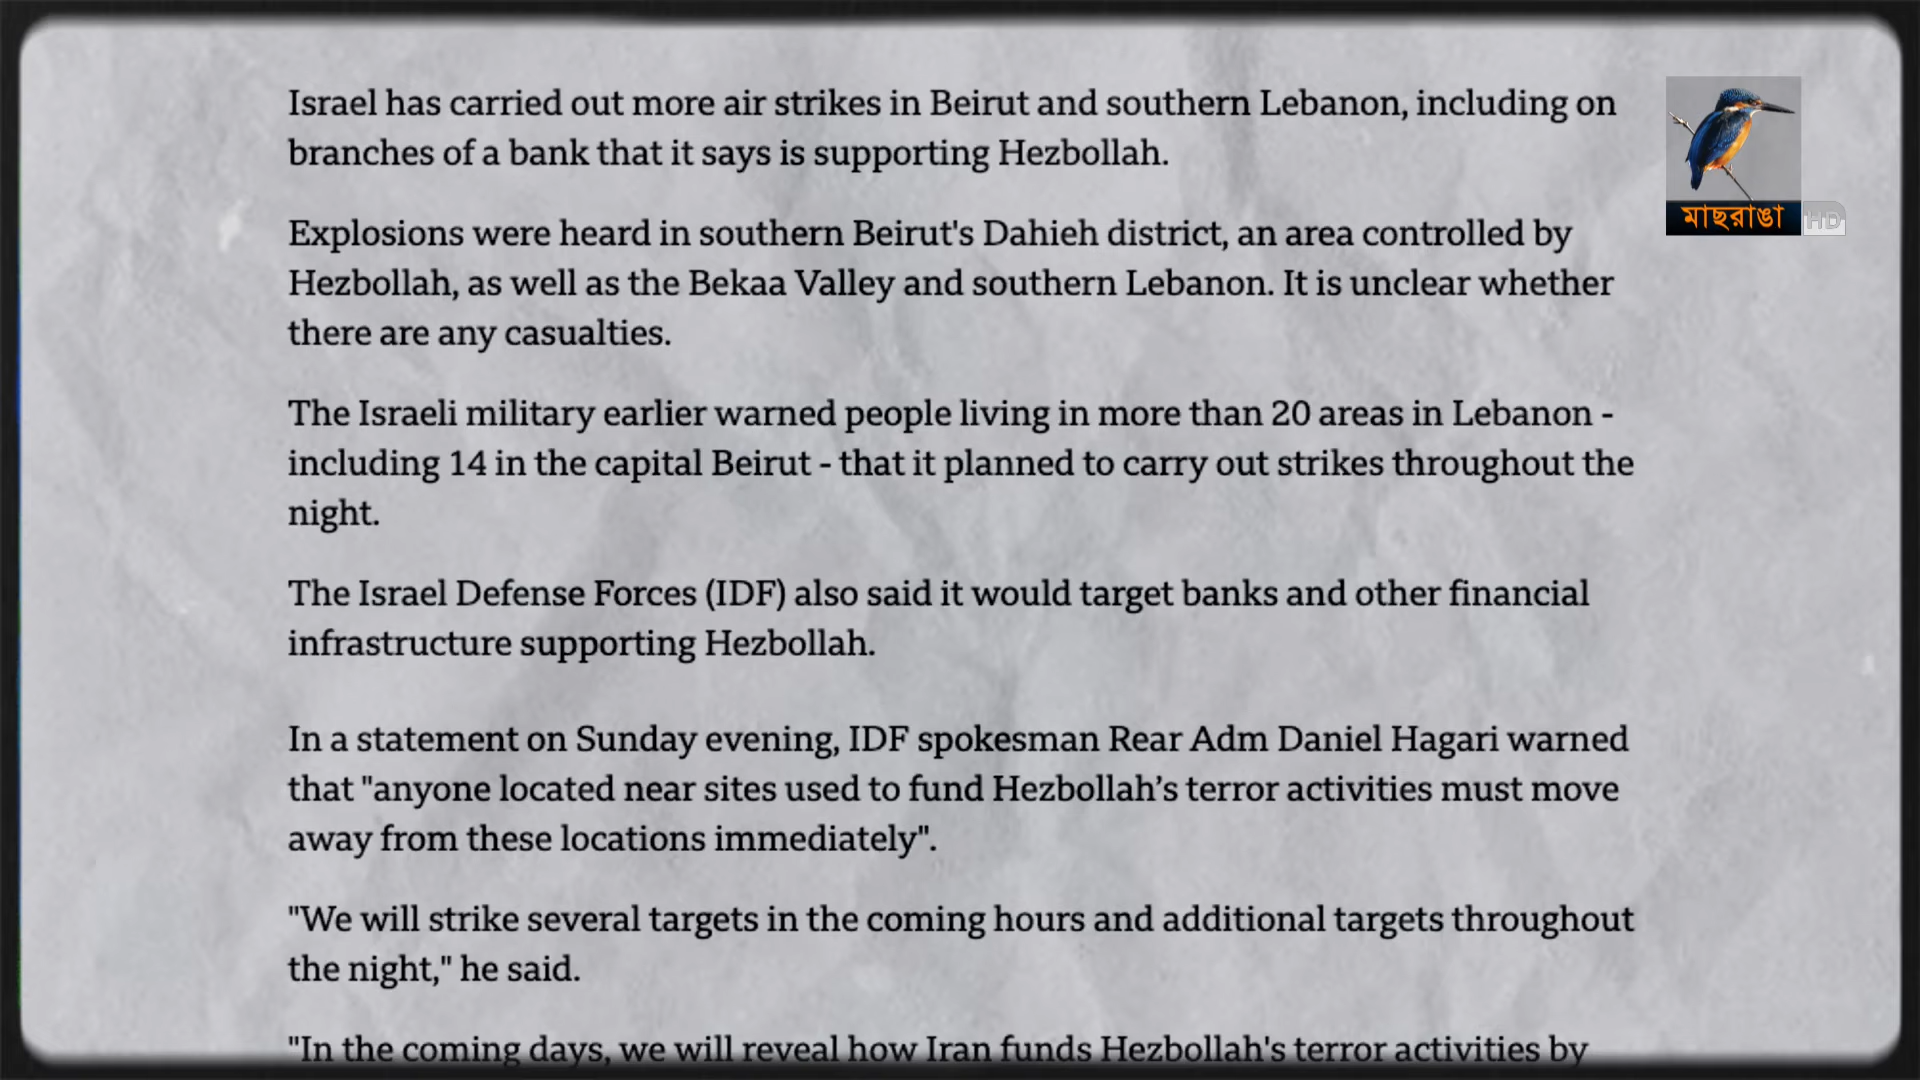 Israel has carried out more air strikes in Beirut and southern Lebanon, including on
branches of a bank that it says is supporting Hezbollah.
Explosions were heard in southern Beirut's Dahieh district, an area controlled by
Hezbollah, as well as the Bekaa Valley and southern Lebanon. It is unclear whether
there are any casualties.
The Israeli military earlier warned people living in more than 20 areas in Lebanon -
including 14 in the capital Beirut - that it planned to carry out strikes throughout the
night.
The Israel Defense Forces (IDF) also said it would target banks and other financial
infrastructure supporting Hezbollah.
In a statement on Sunday evening, IDF spokesman Rear Adm Daniel Hagari warned
that "anyone located near sites used to fund Hezbollah’s terror activities must move
away from these locations immediately".
"We will strike several targets in the coming hours and additional targets throughout
the night," he said.
"In the coming days, we will reveal how Iran funds Hezbollah's terror activities by
মাছরাঙা HD